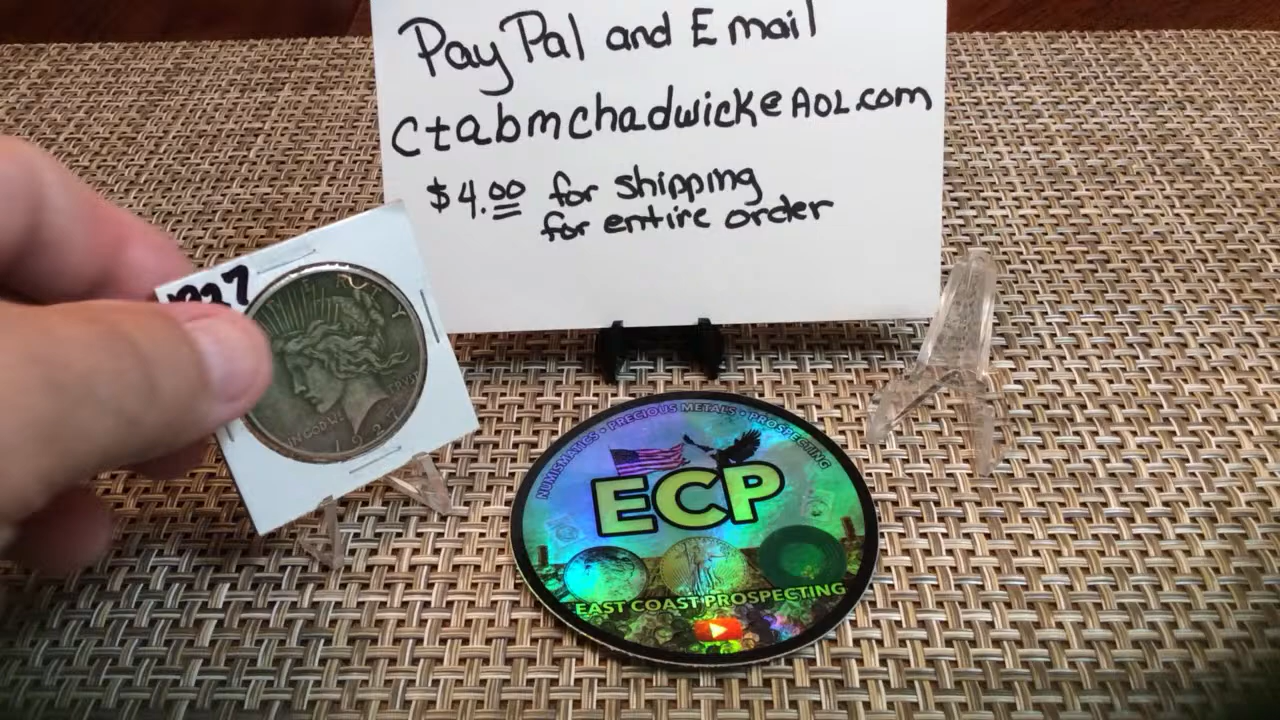 PayPal and Email
Ctabmchadwick@AOL.com
$4.00 for shipping
for entire order
1927
IN GOD WE
1927
NUMISMATICS • PRECIOUS METALS • PROSPECTING
ECP
EAST COAST PROSPECTING